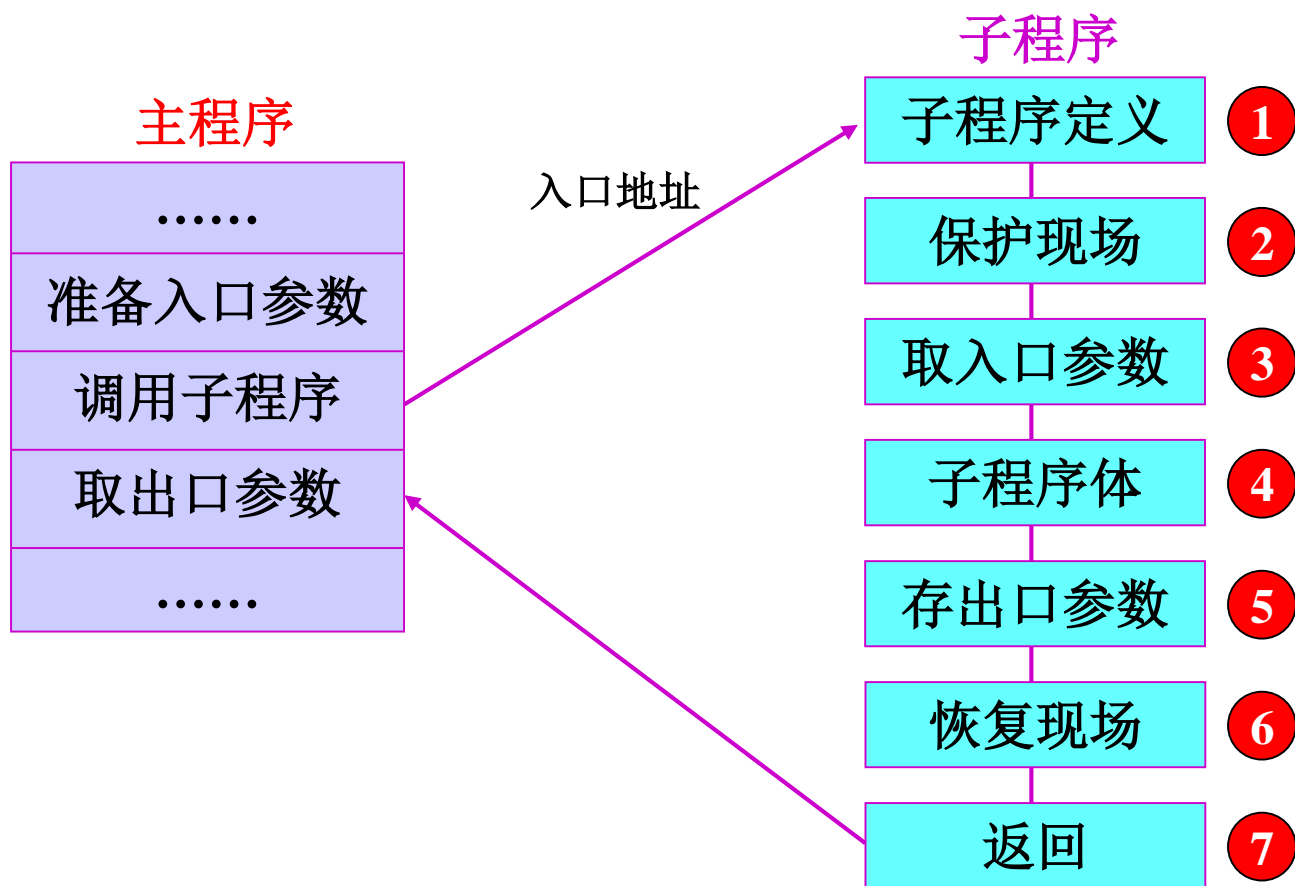 主程序
……
准备入口参数
调用子程序
取出口参数
……
入口地址
子程序
子程序定义
1
保护现场
2
取入口参数
3
子程序体
4
存出口参数
5
恢复现场
6
返回
7